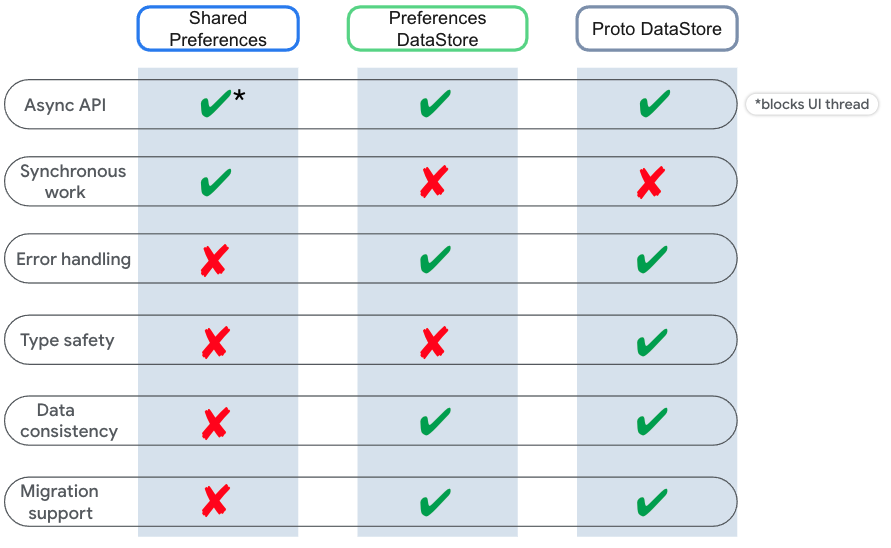 Shared
Preferences
Preferences
DataStore
Proto DataStore
Async API
*
*blocks UI thread
Synchronous
work
Error handling
Type safety
Data
consistency
Migration
support